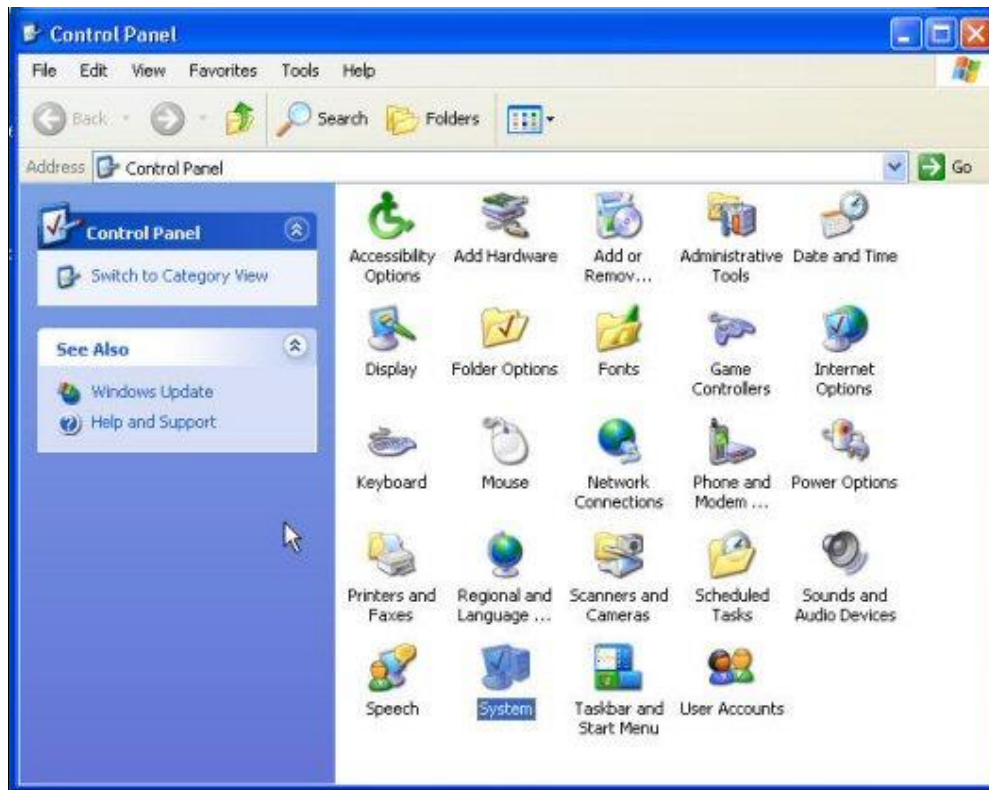 Control Panel
File Edit View Favorites Tools Help
Back Search Folders
Address Control Panel Go
Control Panel
Switch to Category View
See Also
Windows Update
Help and Support
Accessibility Options
Add Hardware
Add or Remov...
Administrative Tools
Date and Time
Display
Folder Options
Fonts
Game Controllers
Internet Options
Keyboard
Mouse
Network Connections
Phone and Modem ...
Power Options
Printers and Faxes
Regional and Language ...
Scanners and Cameras
Scheduled Tasks
Sounds and Audio Devices
Speech
System
Taskbar and Start Menu
User Accounts